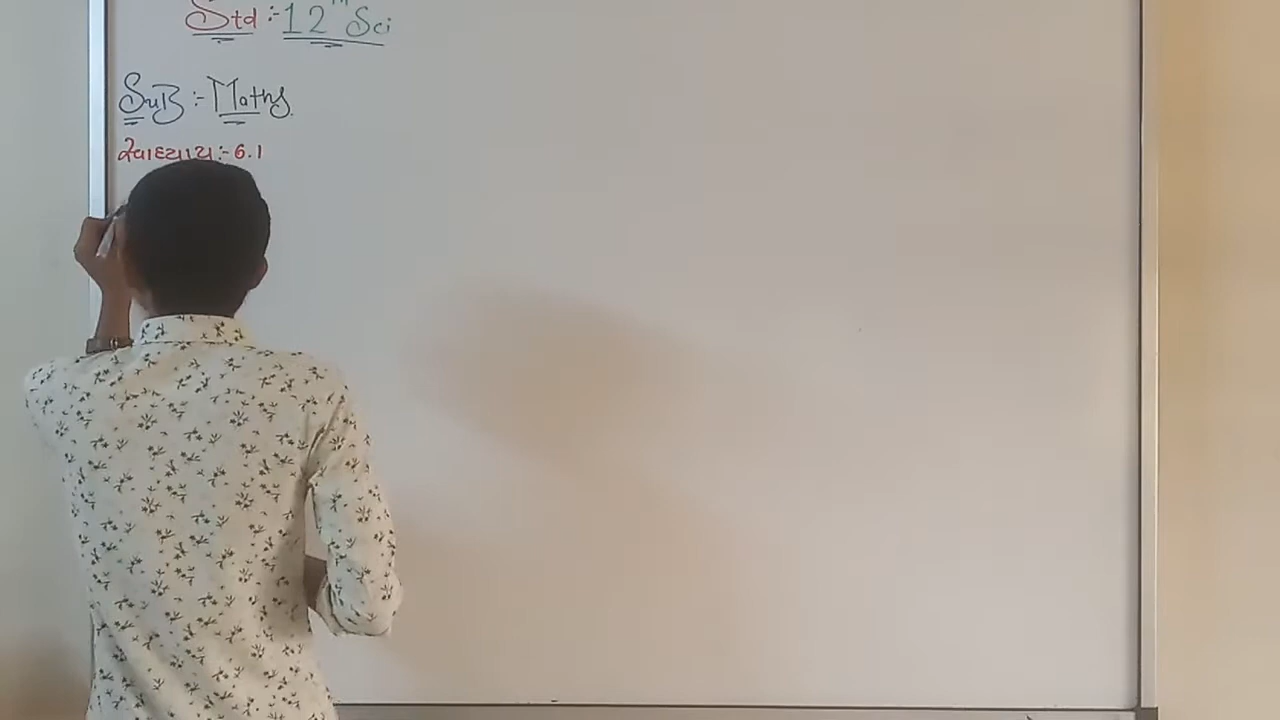 Std :- 12th Sci
SuB :- Maths.
સ્વાધ્યાય :- 6.1